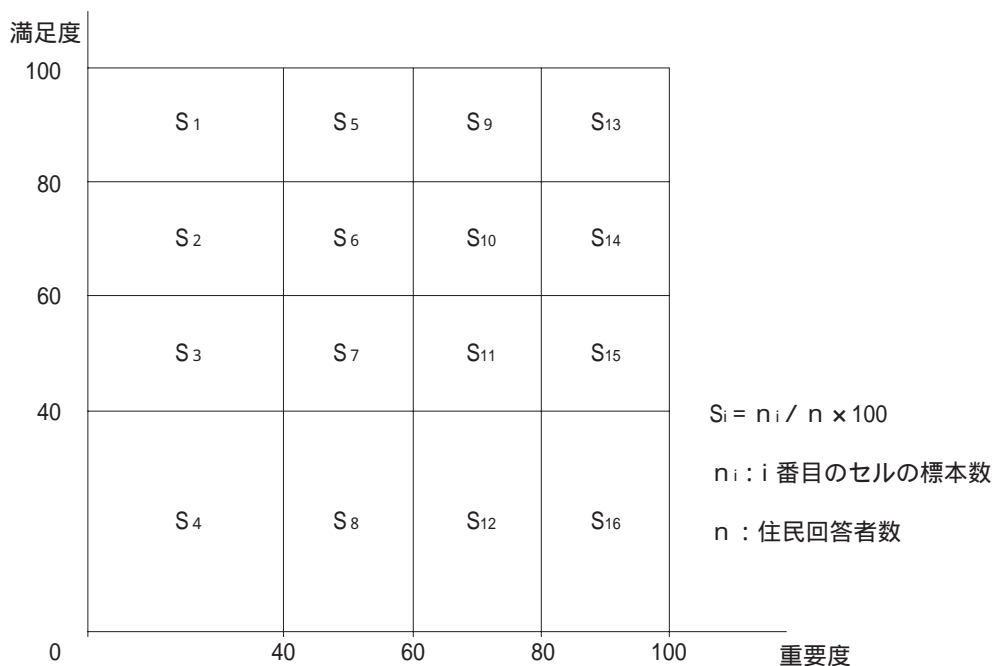 満足度
100
S1 S5 S9 S13
80
S2 S6 S10 S14
60
S3 S7 S11 S15
40
Si = ni / n × 100
ni : i 番目のセルの標本数
S4 S8 S12 S16
n : 住民回答者数
0 40 60 80 100 重要度